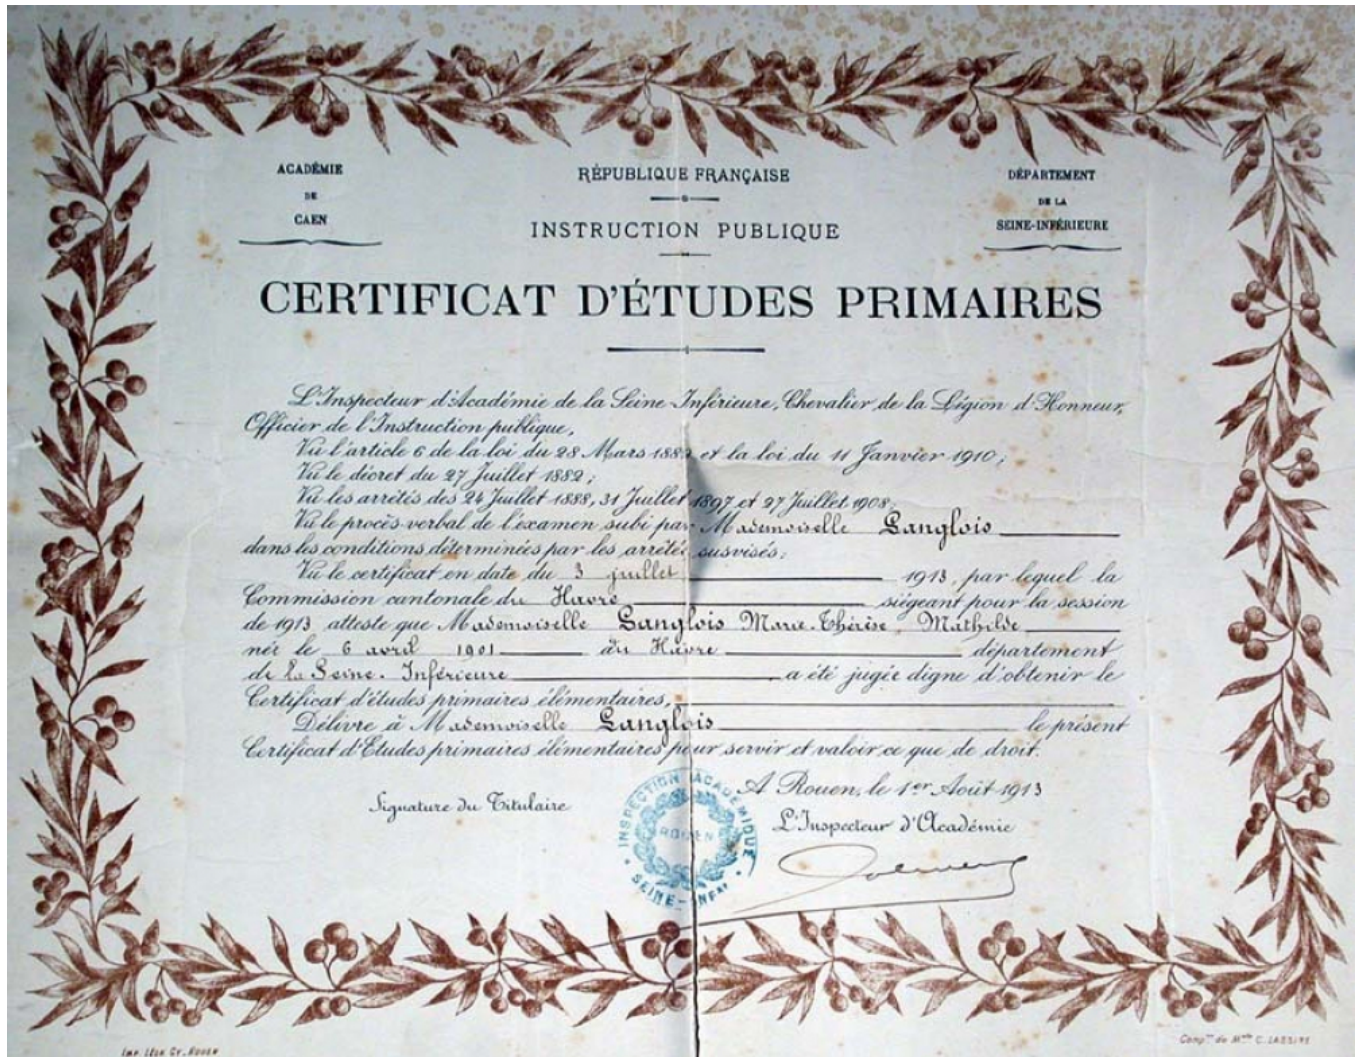 ACADÉMIE
DE
CAEN
RÉPUBLIQUE FRANÇAISE
INSTRUCTION PUBLIQUE
DÉPARTEMENT
DE LA
SEINE-INFÉRIEURE
CERTIFICAT D'ÉTUDES PRIMAIRES
L'Inspecteur d'Académie de la Seine Inférieure, Chevalier de la Légion d'Honneur,
Officier de l'Instruction publique,
Vu l'article 6 de la loi du 28 Mars 1882 et la loi du 11 Janvier 1910;
Vu le décret du 27 Juillet 1882;
Vu les arrêtés des 24 Juillet 1888, 31 Juillet 1897 et 27 Juillet 1908;
Vu le procès verbal de l'examen subi par Mademoiselle Langlois
dans les conditions déterminées par les arrêtés susvisés;
Vu le certificat en date du 3 juillet 1913, par lequel la
Commission cantonale du Havre siégeant pour la session
de 1913 atteste que Mademoiselle Langlois Marie-Thérèse Mathilde
née le 6 avril 1901 au Havre département
de la Seine-Inférieure a été jugée digne d'obtenir le
Certificat d'études primaires élémentaires,
Délivre à Mademoiselle Langlois le présent
Certificat d'Etudes primaires élémentaires pour servir et valoir ce que de droit.
A Rouen, le 1er Août 1913
Signature du Titulaire
L'Inspecteur d'Académie
INSPECTION ACADÉMIQUE
ROUEN
SEINE-INFRE
IMP. LÉON GY. ROUEN
de Mme C. LASSIRE